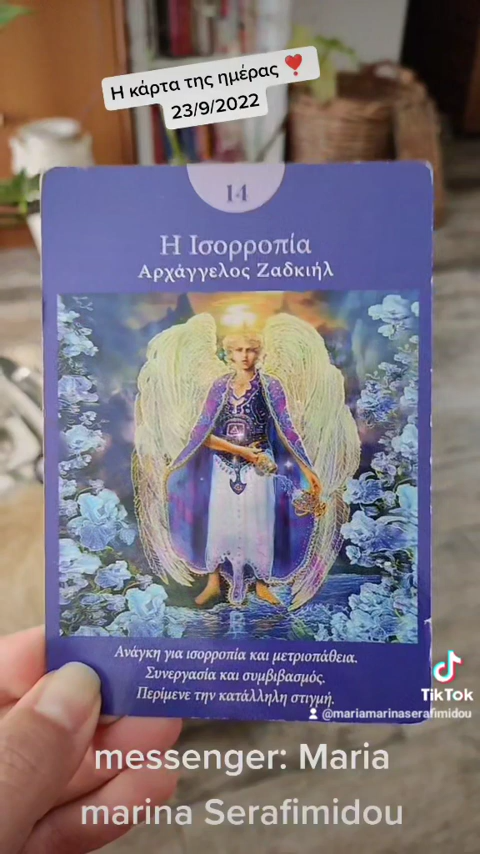 Η κάρτα της ημέρας ❣️
23/9/2022
14
Η Ισορροπία
Αρχάγγελος Ζαδκιήλ
Ανάγκη για ισορροπία και μετριοπάθεια.
Συνεργασία και συμβιβασμός.
Περίμενε την κατάλληλη στιγμή.
TikTok
@mariamarinaserafimidou
messenger: Maria
marina Serafimidou